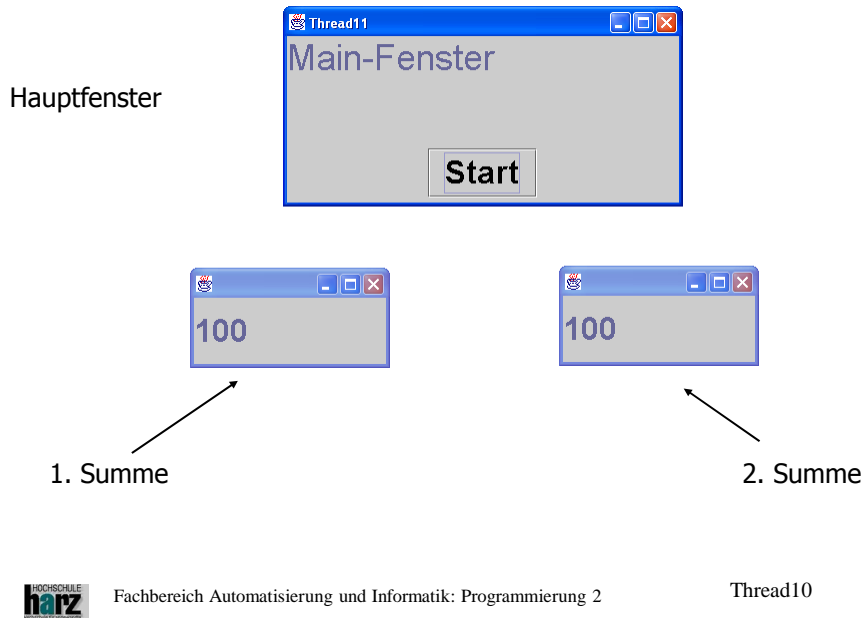 Thread11
Main-Fenster
Hauptfenster
Start
100
100
1. Summe
2. Summe
HOCHSCHULE
harz
Fachbereich Automatisierung und Informatik: Programmierung 2
Thread10